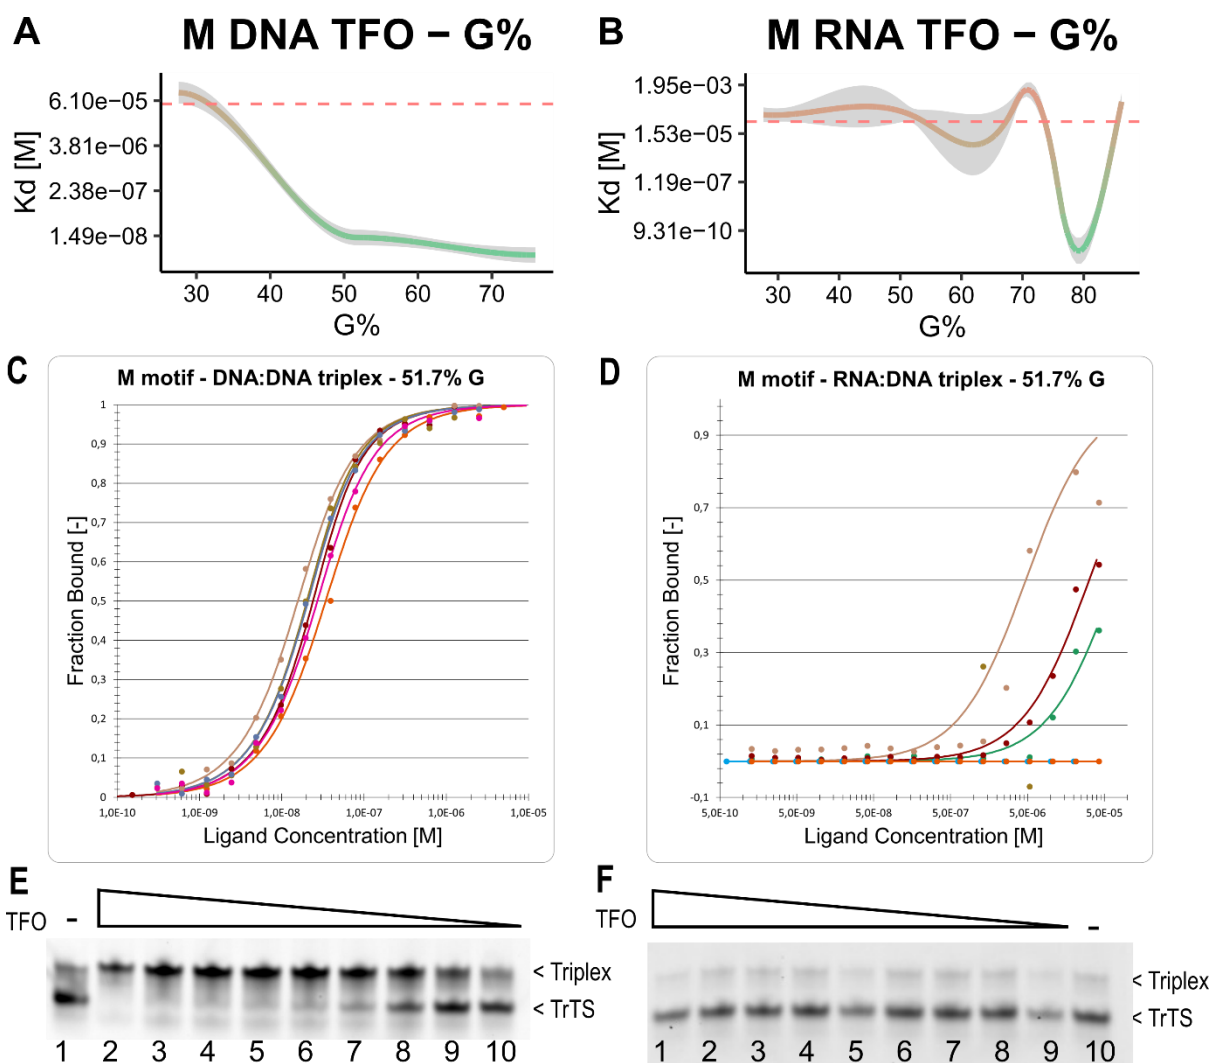 A
M DNA TFO – G%
B
M RNA TFO – G%
Kd [M]
6.10e−05
3.81e−06
2.38e−07
1.49e−08
30 40 50 60 70
G%
Kd [M]
1.95e−03
1.53e−05
1.19e−07
9.31e−10
30 40 50 60 70 80
G%
C
M motif - DNA:DNA triplex - 51.7% G
Fraction Bound [-]
1
0,9
0,8
0,7
0,6
0,5
0,4
0,3
0,2
0,1
0
1,0E-10 1,0E-09 1,0E-08 1,0E-07 1,0E-06 1,0E-05
Ligand Concentration [M]
D
M motif - RNA:DNA triplex - 51.7% G
Fraction Bound [-]
0,9
0,7
0,5
0,3
0,1
-0,1
5,0E-10 5,0E-09 5,0E-08 5,0E-07 5,0E-06 5,0E-05
Ligand Concentration [M]
E
TFO -
< Triplex
< TrTS
1 2 3 4 5 6 7 8 9 10
F
TFO -
< Triplex
< TrTS
1 2 3 4 5 6 7 8 9 10